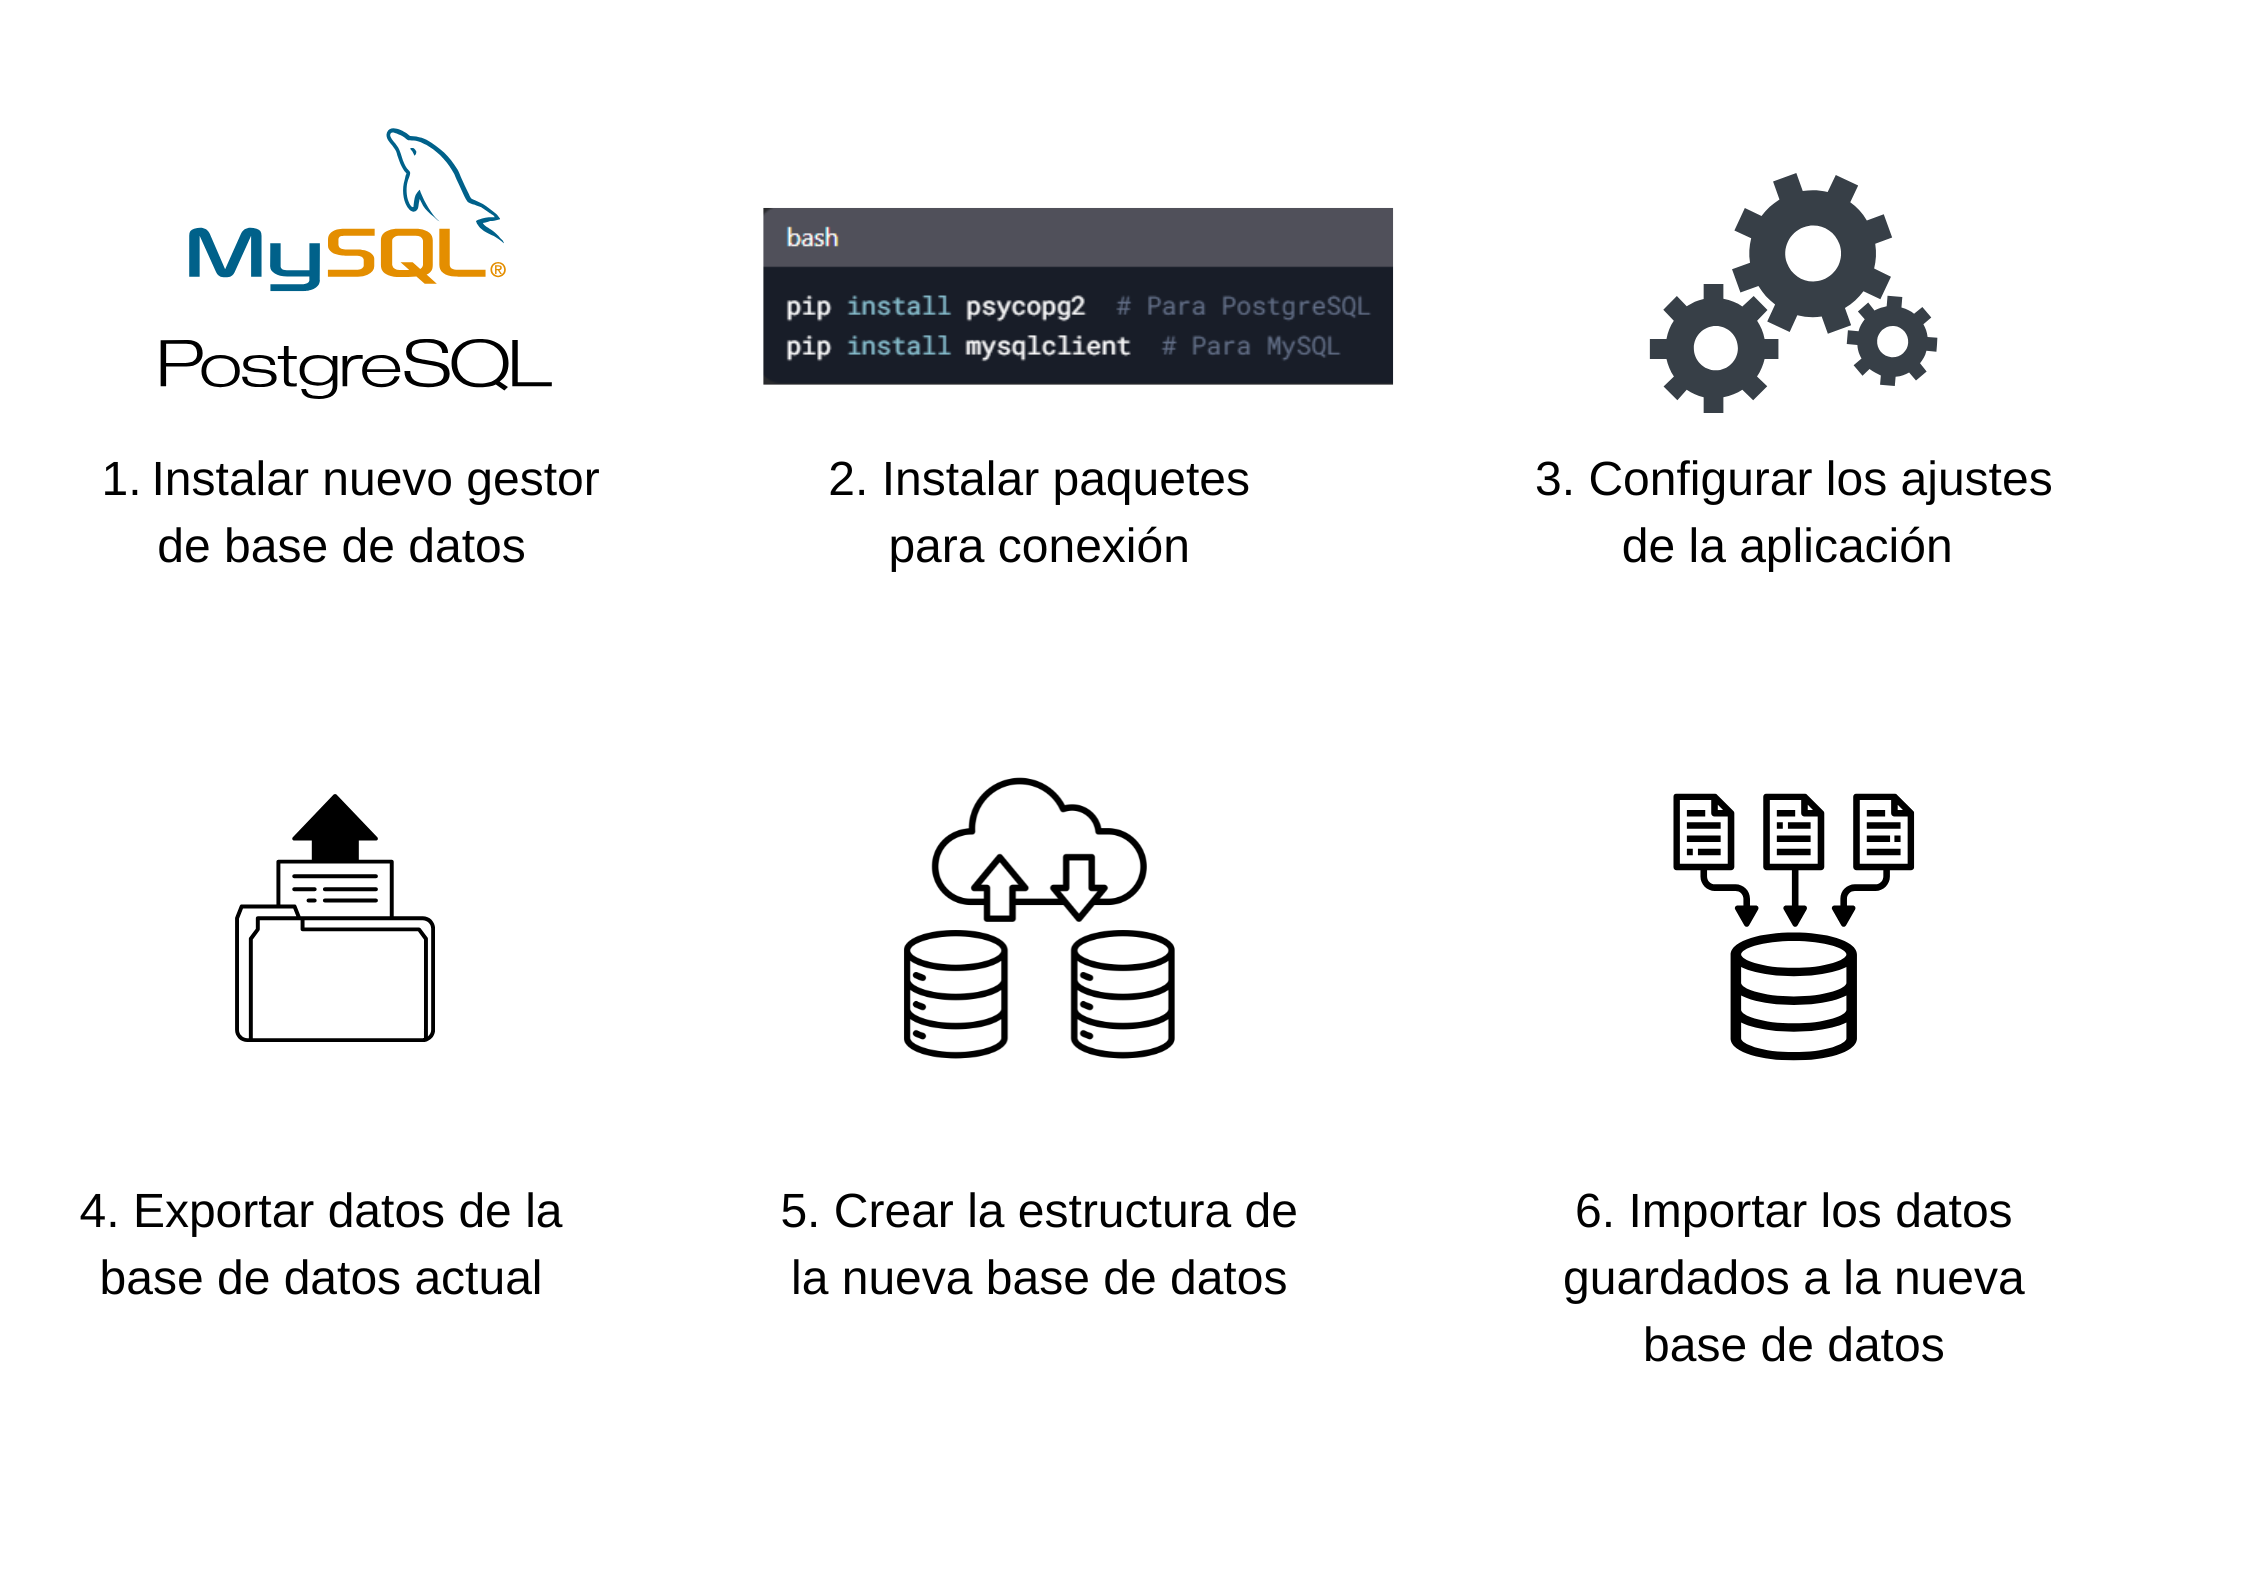 MySQL®
PostgreSQL
1. Instalar nuevo gestor
de base de datos
bash
pip install psycopg2 # Para PostgreSQL
pip install mysqlclient # Para MySQL
2. Instalar paquetes
para conexión
3. Configurar los ajustes
de la aplicación
4. Exportar datos de la
base de datos actual
5. Crear la estructura de
la nueva base de datos
6. Importar los datos
guardados a la nueva
base de datos